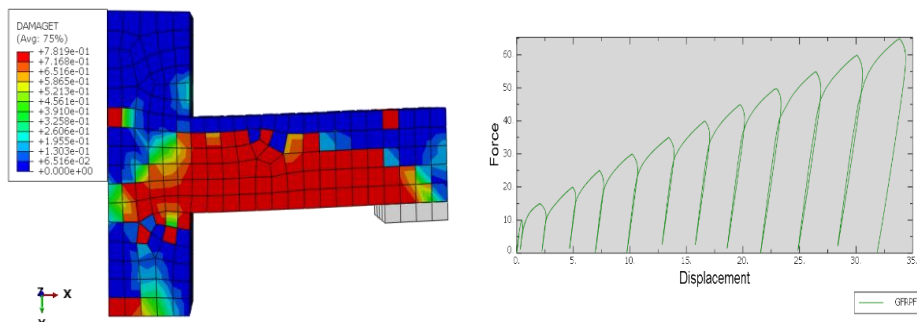 DAMAGET
(Avg: 75%)
+7.819e-01
+7.168e-01
+6.516e-01
+5.865e-01
+5.213e-01
+4.561e-01
+3.910e-01
+3.258e-01
+2.606e-01
+1.955e-01
+1.303e-01
+6.516e-02
+0.000e+00
Z X
Y
60.
50.
40.
30.
20.
10.
0.
Force
0. 5. 10. 15. 20. 25. 30. 35.
Displacement
GFRPF